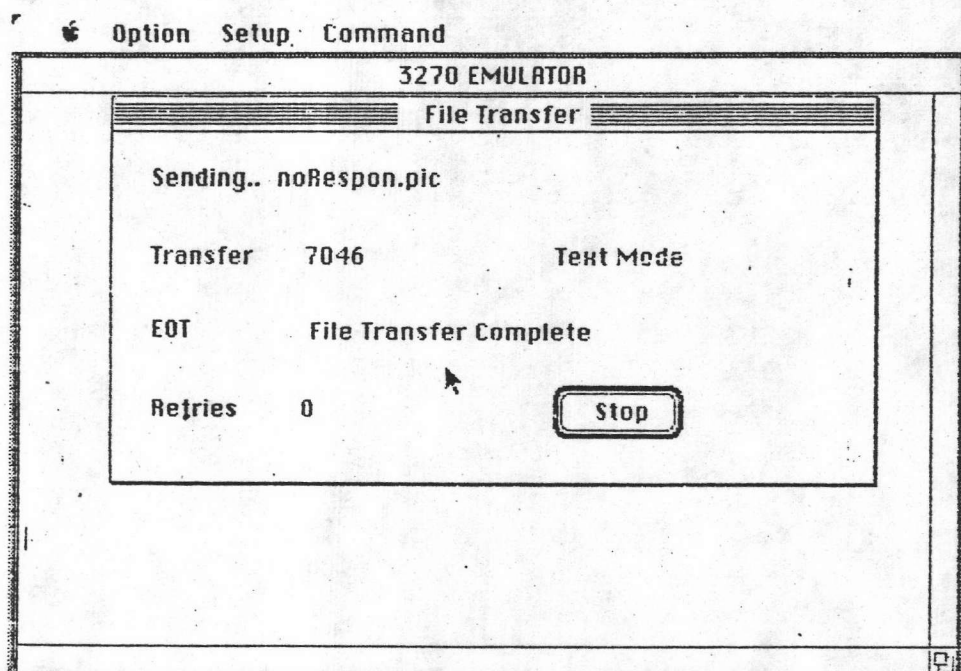 Option Setup Command
3270 EMULATOR
File Transfer
Sending.. noRespon.pic
Transfer 7046 Text Mode
EOT File Transfer Complete
Retries 0 Stop